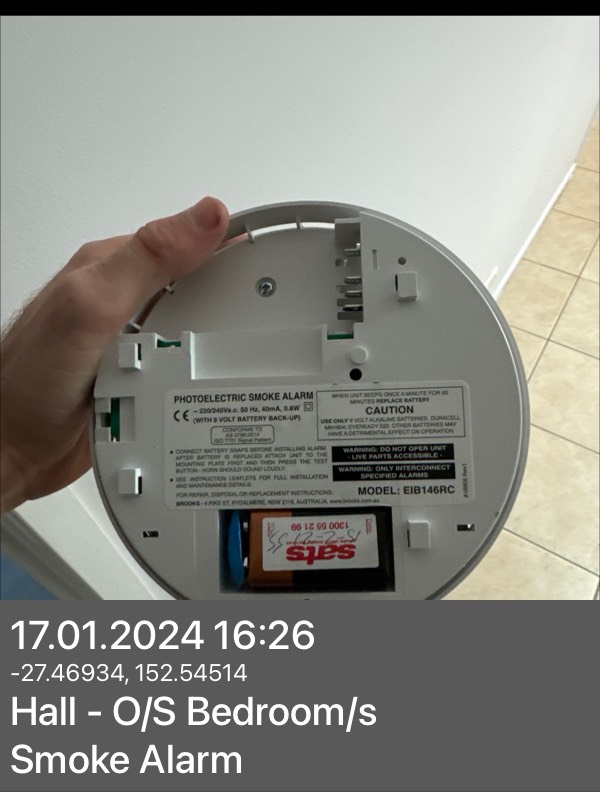 PHOTOELECTRIC SMOKE ALARM
CE ~ 220/240Va.c. 50 Hz, 40mA, 0.8W
(WITH 9 VOLT BATTERY BACK-UP)
CONFORMS TO
AS 3786:2014
ISO 7731 Signal Pattern
CONNECT BATTERY SNAPS BEFORE INSTALLING ALARM.
AFTER BATTERY IS REPLACED ATTACH UNIT TO THE
MOUNTING PLATE FIRST AND THEN PRESS THE TEST
BUTTON - HORN SHOULD SOUND LOUDLY.
SEE INSTRUCTION LEAFLET FOR FULL INSTALLATION
AND MAINTENANCE DETAILS.
FOR REPAIR, DISPOSAL OR REPLACEMENT INSTRUCTIONS:
BROOKS - 4 PIKE ST, RYDALMERE, NSW 2116, AUSTRALIA. www.brooks.com.au
WHEN UNIT BEEPS ONCE A MINUTE FOR 30
MINUTES REPLACE BATTERY
CAUTION
USE ONLY 9 VOLT ALKALINE BATTERIES, DURACELL
MN1604, EVEREADY 522. OTHER BATTERIES MAY
HAVE A DETRIMENTAL EFFECT ON OPERATION.
WARNING: DO NOT OPEN UNIT
- LIVE PARTS ACCESSIBLE -
WARNING: ONLY INTERCONNECT
SPECIFIED ALARMS
MODEL: EIB146RC
sats
1300 55 21 99
17.01.2024 16:26
-27.46934, 152.54514
Hall - O/S Bedroom/s
Smoke Alarm